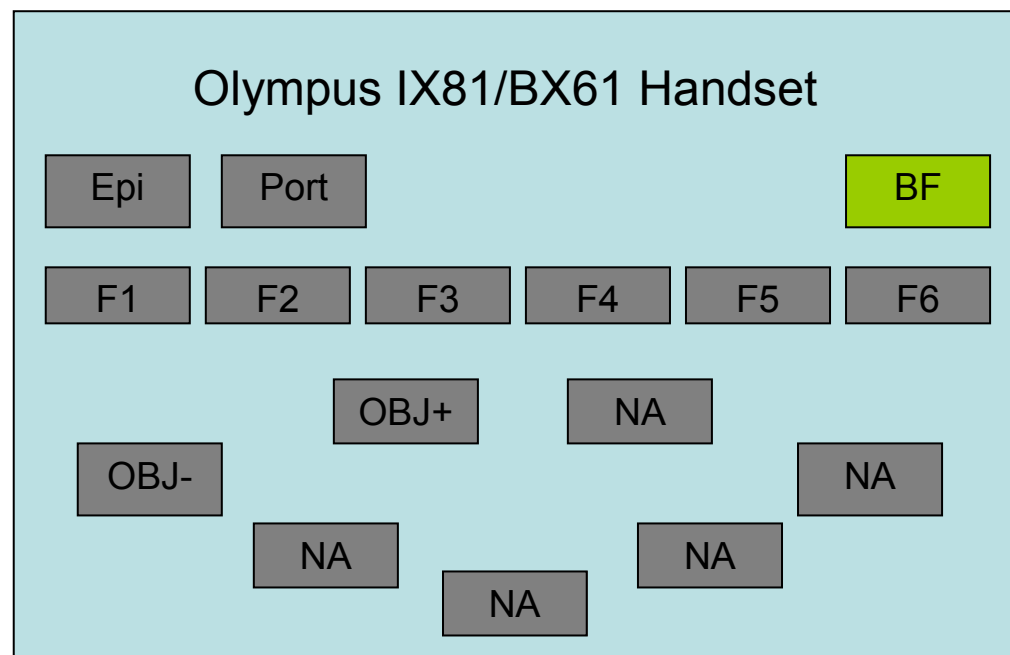 Olympus IX81/BX61 Handset
Epi Port BF
F1 F2 F3 F4 F5 F6
OBJ+ NA
OBJ- NA
NA NA
NA